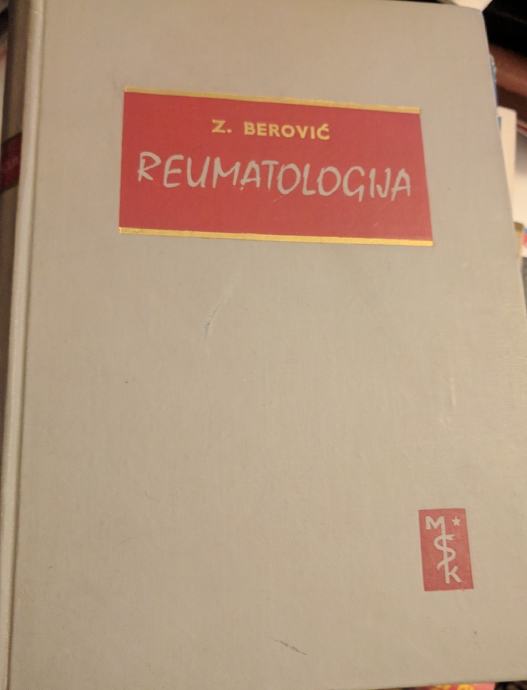 Z. BEROVIĆ
REUMATOLOGIJA
M
K